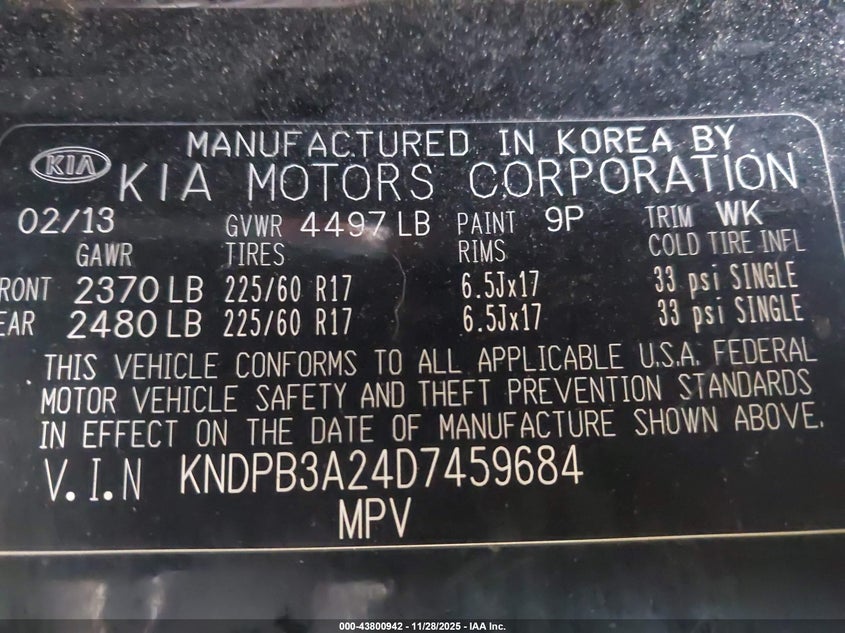 MANUFACTURED IN KOREA BY
KIA KIA MOTORS CORPORATION
02/13 GVWR 4497 LB PAINT 9P TRIM WK
GAWR TIRES RIMS COLD TIRE INFL
RONT 2370 LB 225/60 R17 6.5Jx17 33 psi SINGLE
EAR 2480 LB 225/60 R17 6.5Jx17 33 psi SINGLE
THIS VEHICLE CONFORMS TO ALL APPLICABLE U.S.A. FEDERAL
MOTOR VEHICLE SAFETY AND THEFT PREVENTION STANDARDS
IN EFFECT ON THE DATE OF MANUFACTURE SHOWN ABOVE.
V.I.N KNDPB3A24D7459684
MPV
000-43800942 - 11/28/2025 - IAA Inc.